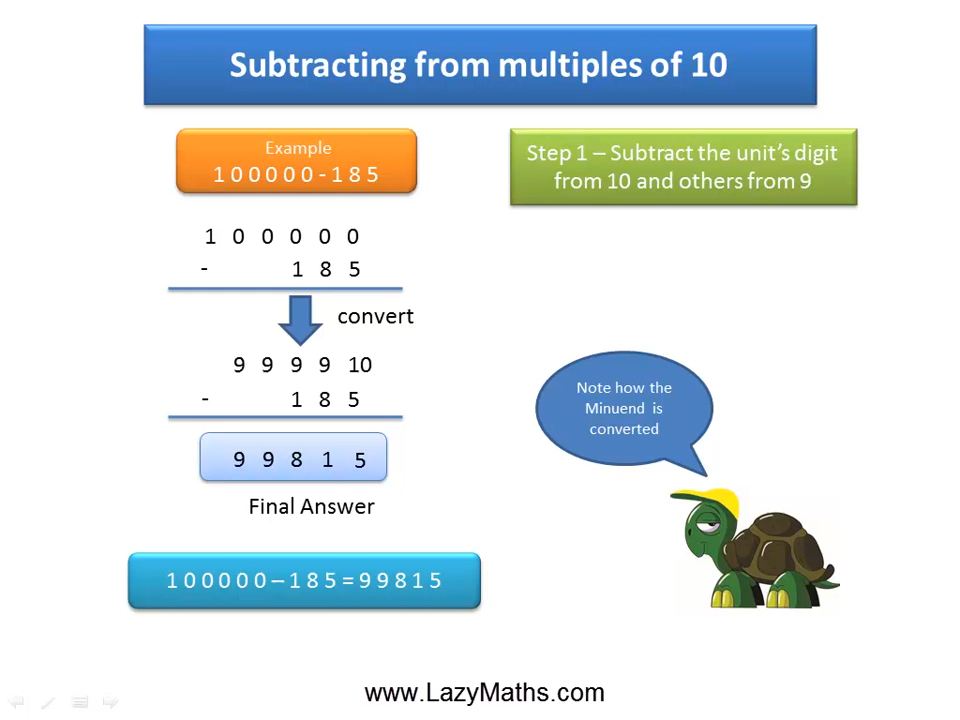 Subtracting from multiples of 10
Example
1 0 0 0 0 0 - 1 8 5
Step 1 – Subtract the unit's digit
from 10 and others from 9
1 0 0 0 0 0
- 1 8 5
convert
9 9 9 9 10
- 1 8 5
9 9 8 1 5
Final Answer
1 0 0 0 0 0 – 1 8 5 = 9 9 8 1 5
Note how the
Minuend is
converted
www.LazyMaths.com